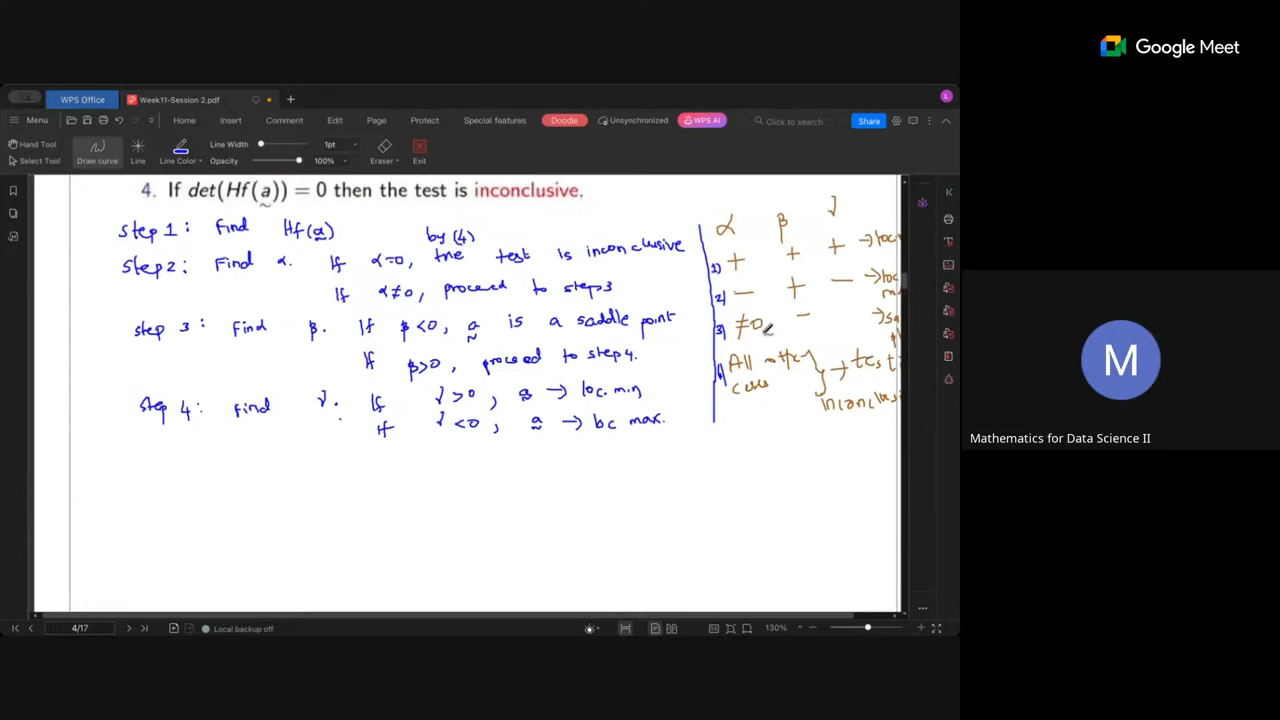 Google Meet
WPS Office
Week11-Session 2.pdf
L
Menu
Home
Insert
Comment
Edit
Page
Protect
Special features
Doodle
Unsynchronized
WPS AI
Tools (Alt+Q)
Share
Hand Tool
Select Tool
Draw curve
Line
Line Color
Line Width
1pt
Opacity
100%
Eraser
Exit
4. If det(Hf(a)) = 0 then the test is inconclusive.
Step 1: Find Hf(a)
by (4)
Step 2: Find α. If α=0, the test is inconclusive
If α≠0, proceed to step 3
Step 3: Find β. If β<0, a is a saddle point
If β>0, proceed to step 4.
Step 4: Find γ. If γ>0, a → loc. min
If γ<0, a → loc max.
α β γ
1) + + + → loc
2) − + − → loc
3) ≠0 − →
All other cases } → test
M
Mathematics for Data Science II
4/17
Local backup off
130%